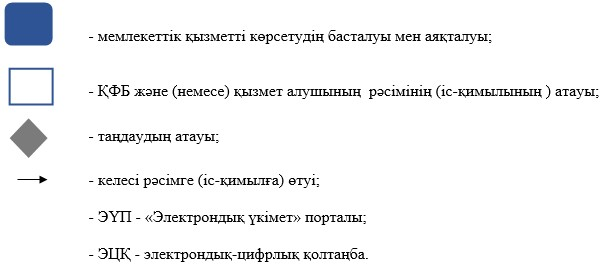 - мемлекеттік қызметті көрсетудің басталуы мен аяқталуы;
- ҚФБ және (немесе) қызмет алушының рәсімінің (іс-қимылының ) атауы;
- таңдаудың атауы;
- келесі рәсімге (іс-қимылға) өтуі;
- ЭҮП - «Электрондық үкімет» порталы;
- ЭЦҚ - электрондық-цифрлық қолтаңба.